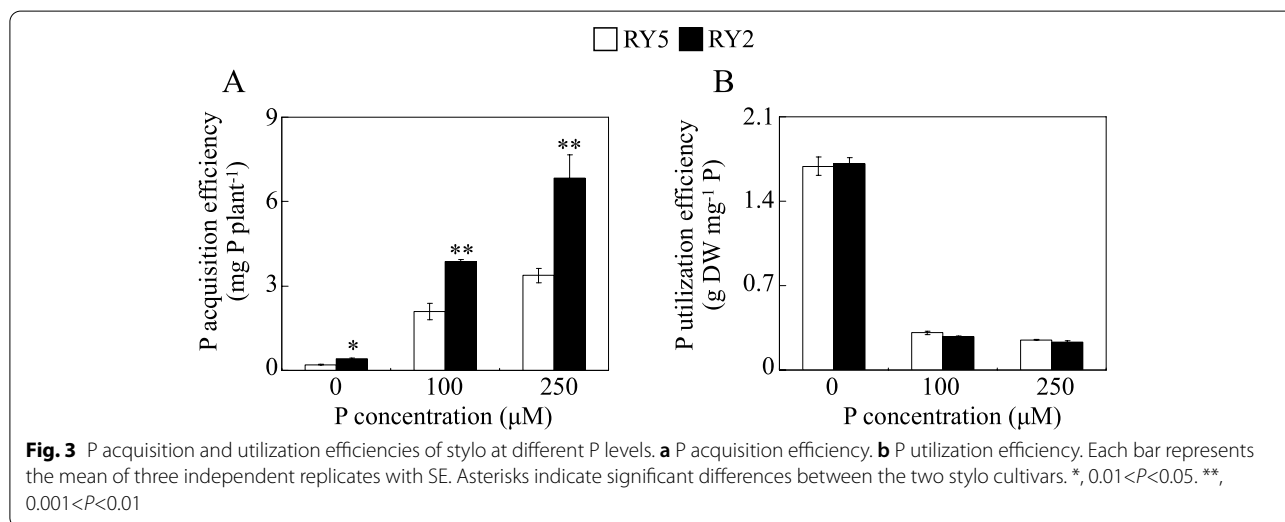 RY5 RY2
A
B
P acquisition efficiency
(mg P plant-1)
9
6
3
0
*
**
**
0 100 250
P concentration (μM)
P utilization efficiency
(g DW mg-1 P)
2.1
1.4
0.7
0
0 100 250
P concentration (μM)
Fig. 3 P acquisition and utilization efficiencies of stylo at different P levels. a P acquisition efficiency. b P utilization efficiency. Each bar represents
the mean of three independent replicates with SE. Asterisks indicate significant differences between the two stylo cultivars. *, 0.01<P<0.05. **,
0.001<P<0.01